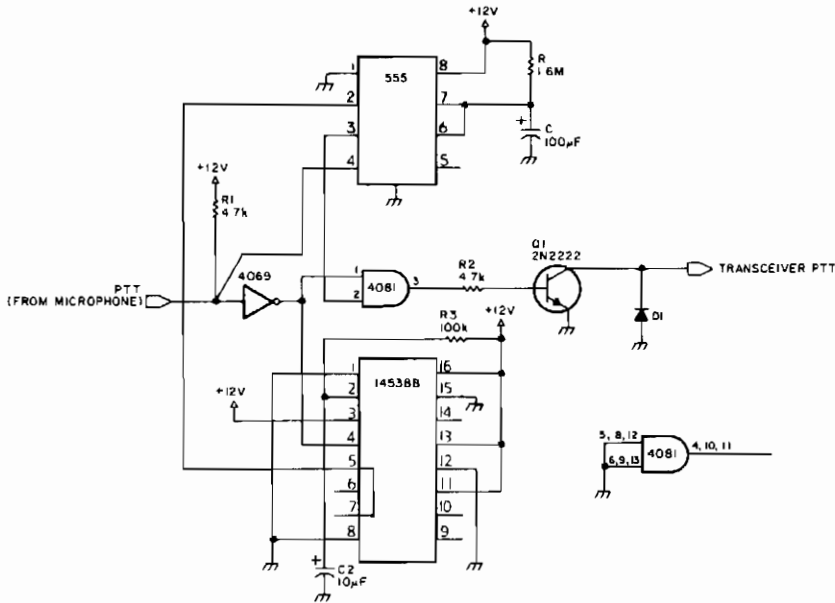 +12V
555
1
2
3
4
8
7
6
5
R
1.6M
+
C
100µF
+12V
R1
4.7k
4069
PTT
(FROM MICROPHONE)
1
2
4081
3
R2
4.7k
Q1
2N2222
TRANSCEIVER PTT
D1
R3
100k
+12V
+12V
14538B
1
2
3
4
5
6
7
8
16
15
14
13
12
11
10
9
+
C2
10µF
5, 8, 12
6,9,13
4081
4, 10, 11